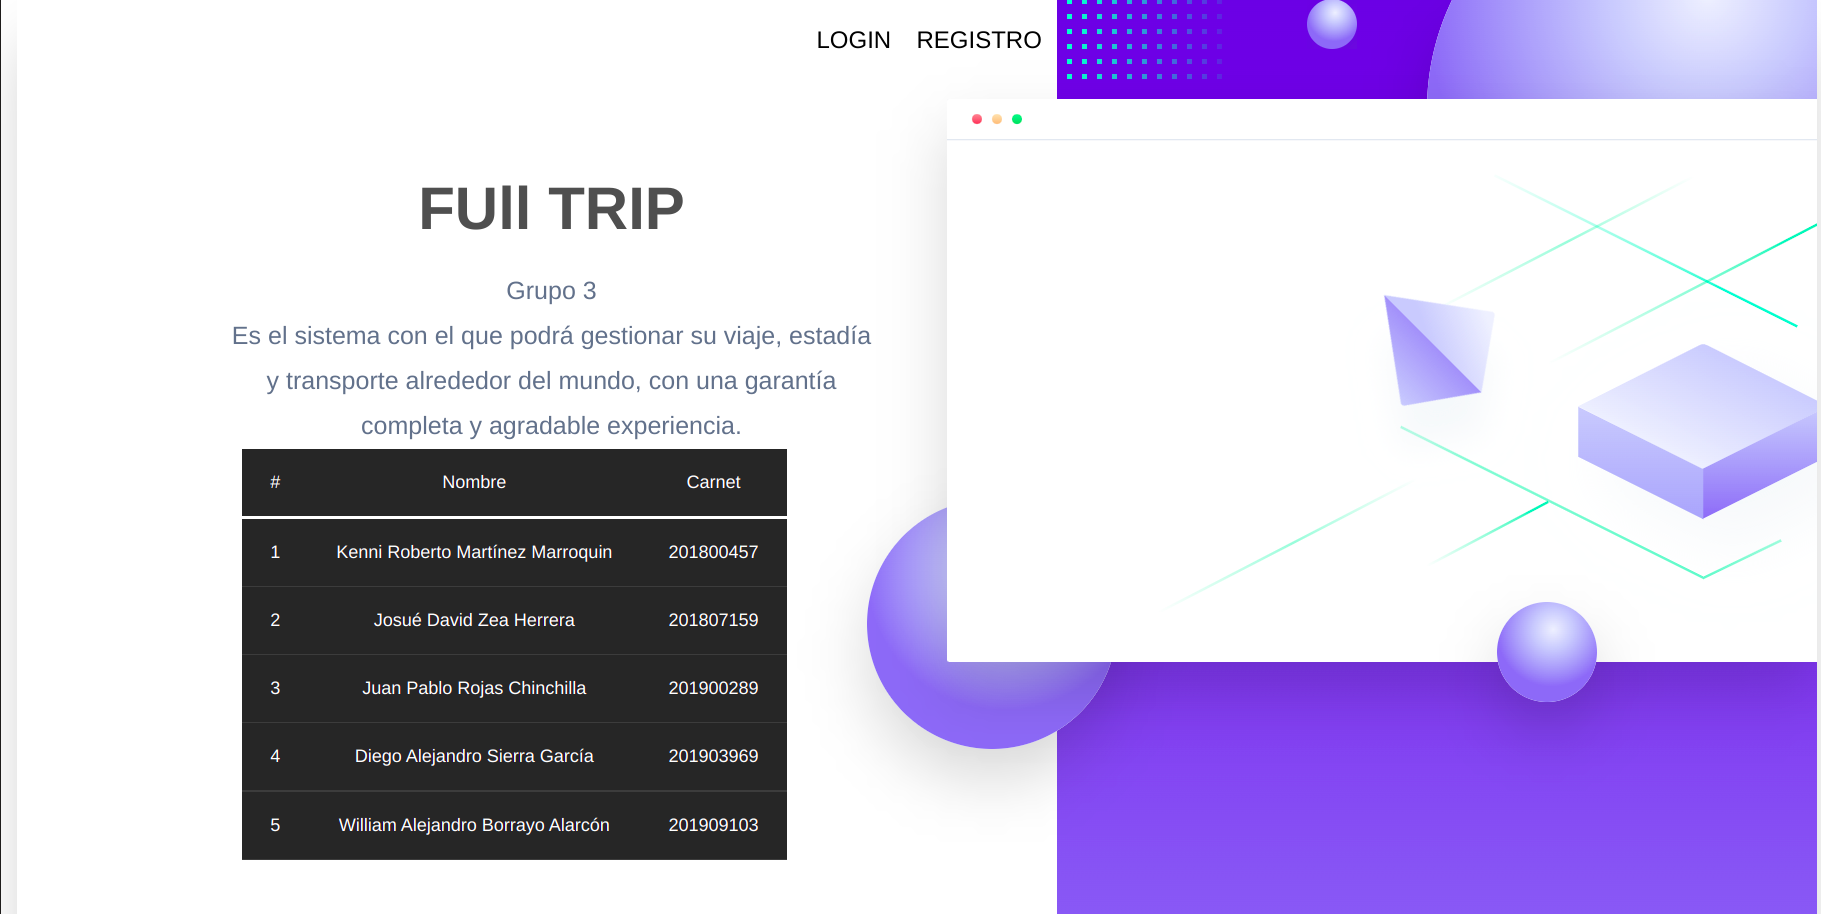 LOGIN REGISTRO
FUll TRIP
Grupo 3
Es el sistema con el que podrá gestionar su viaje, estadía
y transporte alrededor del mundo, con una garantía
completa y agradable experiencia.
# Nombre Carnet
1 Kenni Roberto Martínez Marroquin 201800457
2 Josué David Zea Herrera 201807159
3 Juan Pablo Rojas Chinchilla 201900289
4 Diego Alejandro Sierra García 201903969
5 William Alejandro Borrayo Alarcón 201909103